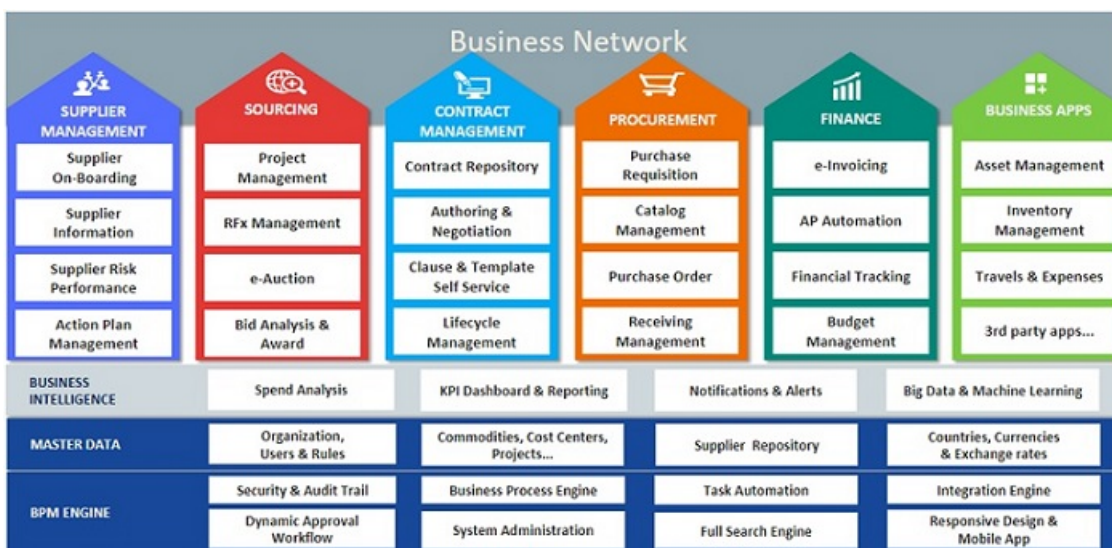 Business Network
SUPPLIER
MANAGEMENT
Supplier
On-Boarding
Supplier
Information
Supplier Risk
Performance
Action Plan
Management
SOURCING
Project
Management
RFx Management
e-Auction
Bid Analysis &
Award
CONTRACT
MANAGEMENT
Contract Repository
Authoring &
Negotiation
Clause & Template
Self Service
Lifecycle
Management
PROCUREMENT
Purchase
Requisition
Catalog
Management
Purchase Order
Receiving
Management
FINANCE
e-Invoicing
AP Automation
Financial Tracking
Budget
Management
BUSINESS APPS
Asset Management
Inventory
Management
Travels & Expenses
3rd party apps...
BUSINESS
INTELLIGENCE
Spend Analysis
KPI Dashboard & Reporting
Notifications & Alerts
Big Data & Machine Learning
MASTER DATA
Organization,
Users & Rules
Commodities, Cost Centers,
Projects...
Supplier Repository
Countries, Currencies
& Exchange rates
BPM ENGINE
Security & Audit Trail
Business Process Engine
Task Automation
Integration Engine
Dynamic Approval
Workflow
System Administration
Full Search Engine
Responsive Design &
Mobile App